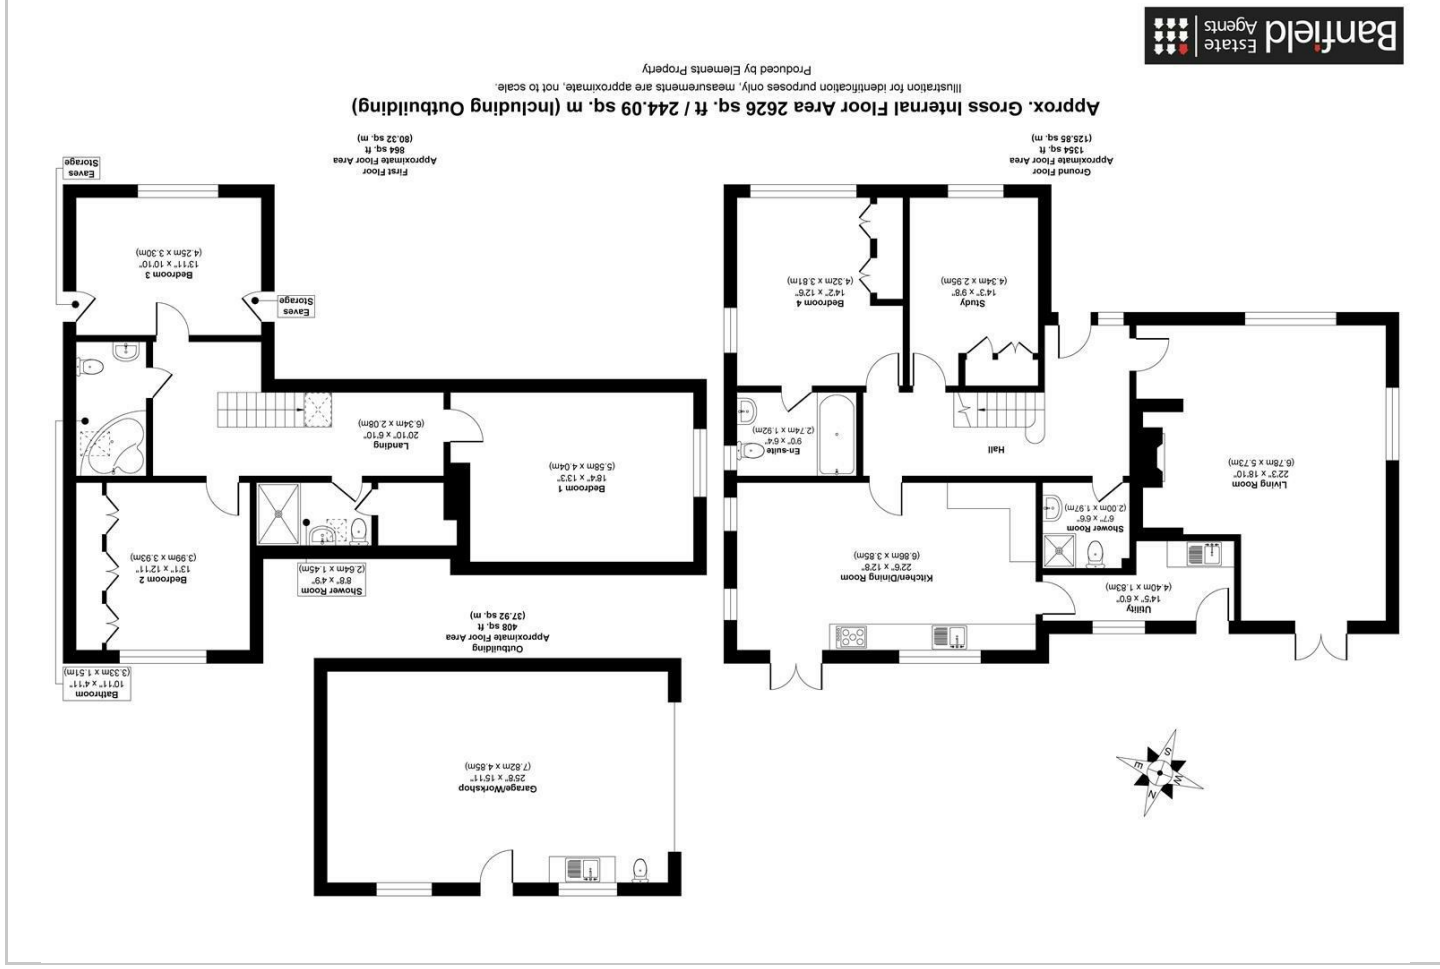 Garage/Workshop
25'8" x 15'11"
(7.82m x 4.85m)
N
E
W
S
Outbuilding
Approximate Floor Area
408 sq. ft
(37.92 sq. m)
Living Room
22'3" x 18'10"
(6.78m x 5.73m)
Utility
14'5" x 6'0"
(4.40m x 1.83m)
Shower Room
6'7" x 6'6"
(2.00m x 1.97m)
Kitchen/Dining Room
22'6" x 12'8"
(6.86m x 3.85m)
Hall
En-suite
9'0" x 6'4"
(2.74m x 1.92m)
Study
14'3" x 9'8"
(4.34m x 2.95m)
Bedroom 4
14'2" x 12'6"
(4.32m x 3.81m)
Ground Floor
Approximate Floor Area
1354 sq. ft
(125.85 sq. m)
Bathroom
10'11" x 4'11"
(3.33m x 1.51m)
Shower Room
8'8" x 4'9"
(2.64m x 1.45m)
Bedroom 1
18'4" x 13'3"
(5.58m x 4.04m)
Bedroom 2
13'1" x 12'11"
(3.99m x 3.93m)
Landing
20'10" x 6'10"
(6.34m x 2.08m)
Eaves
Storage
Bedroom 3
13'11" x 10'10"
(4.25m x 3.30m)
Eaves
Storage
First Floor
Approximate Floor Area
864 sq. ft
(80.32 sq. m)
Approx. Gross Internal Floor Area 2626 sq. ft / 244.09 sq. m (Including Outbuilding)
Illustration for identification purposes only, measurements are approximate, not to scale.
Produced by Elements Property
Banfield
Estate
Agents